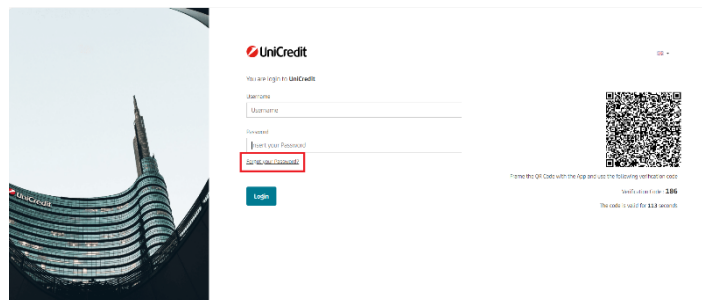 UniCredit
You are login to UniCredit
Username
Username
Password
Insert your Password
Forgot your Password?
Login
Frame the QR Code with the App and use the following verification code
Verification Code : 186
The code is valid for 113 seconds
UniCredit